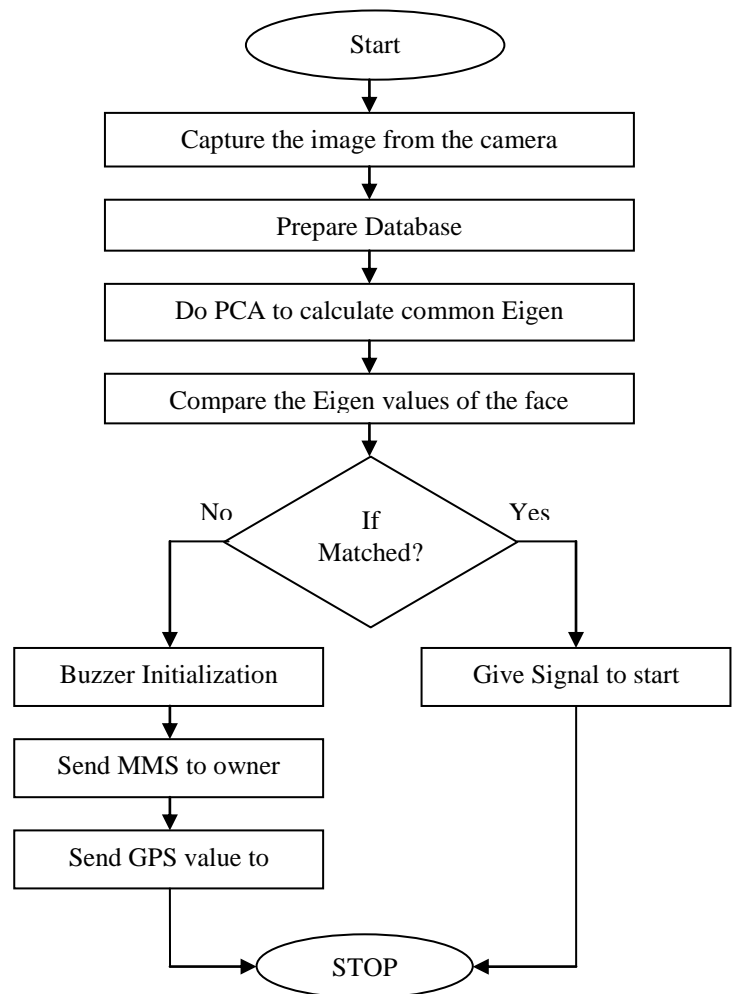 Start
Capture the image from the camera
Prepare Database
Do PCA to calculate common Eigen
Compare the Eigen values of the face
If
Matched?
No
Yes
Buzzer Initialization
Send MMS to owner
Send GPS value to
Give Signal to start
STOP